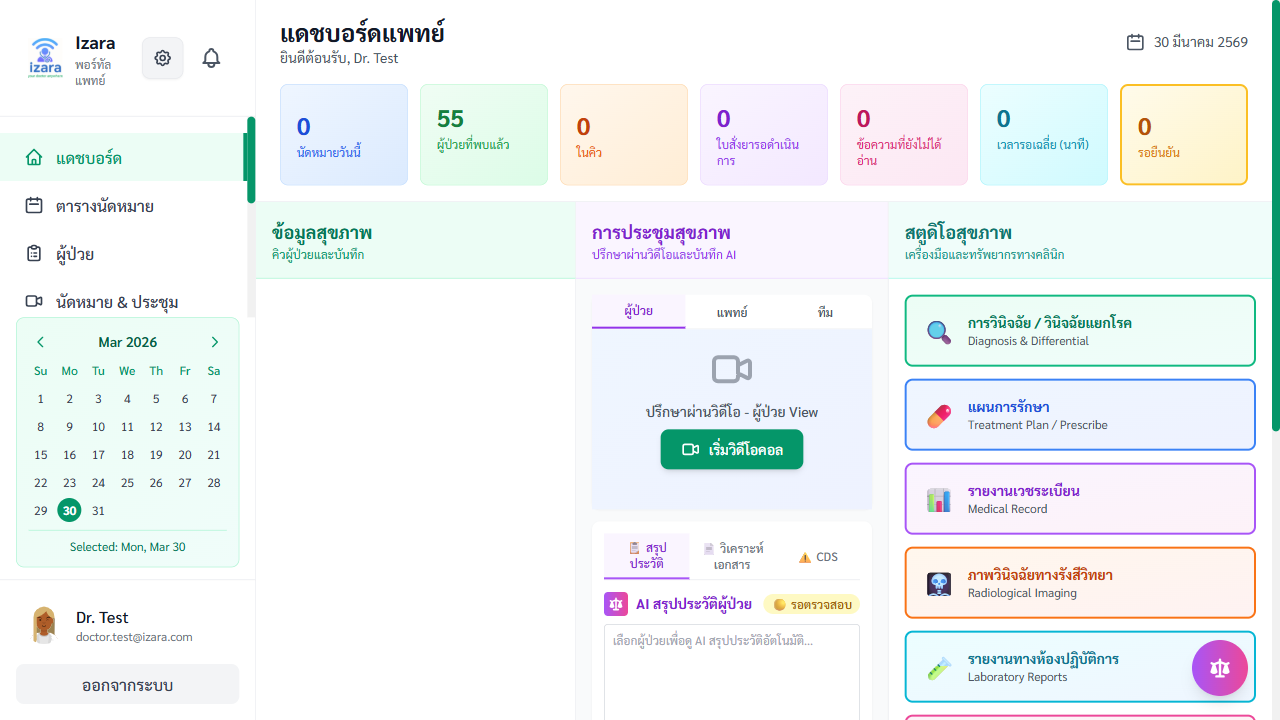 Izara
พอร์ทัล
แพทย์
izara
แดชบอร์ด
ตารางนัดหมาย
ผู้ป่วย
นัดหมาย & ประชุม
Mar 2026
Su Mo Tu We Th Fr Sa
1 2 3 4 5 6 7
8 9 10 11 12 13 14
15 16 17 18 19 20 21
22 23 24 25 26 27 28
29 30 31
Selected: Mon, Mar 30
Dr. Test
doctor.test@izara.com
ออกจากระบบ
แดชบอร์ดแพทย์
ยินดีต้อนรับ, Dr. Test
30 มีนาคม 2569
0
นัดหมายวันนี้
55
ผู้ป่วยที่พบแล้ว
0
ในคิว
0
ใบสั่งยารอดำเนิน
การ
0
ข้อความที่ยังไม่ได้
อ่าน
0
เวลารอเฉลี่ย (นาที)
0
รอยืนยัน
ข้อมูลสุขภาพ
คิวผู้ป่วยและบันทึก
การประชุมสุขภาพ
ปรึกษาผ่านวิดีโอและบันทึก AI
ผู้ป่วย แพทย์ ทีม
ปรึกษาผ่านวิดีโอ - ผู้ป่วย View
เริ่มวิดีโอคอล
สรุป
ประวัติ
วิเคราะห์
เอกสาร
CDS
AI สรุปประวัติผู้ป่วย
รอตรวจสอบ
เลือกผู้ป่วยเพื่อดู AI สรุปประวัติอัตโนมัติ...
สตูดิโอสุขภาพ
เครื่องมือและทรัพยากรทางคลินิก
การวินิจฉัย / วินิจฉัยแยกโรค
Diagnosis & Differential
แผนการรักษา
Treatment Plan / Prescribe
รายงานเวชระเบียน
Medical Record
ภาพวินิจฉัยทางรังสีวิทยา
Radiological Imaging
รายงานทางห้องปฏิบัติการ
Laboratory Reports